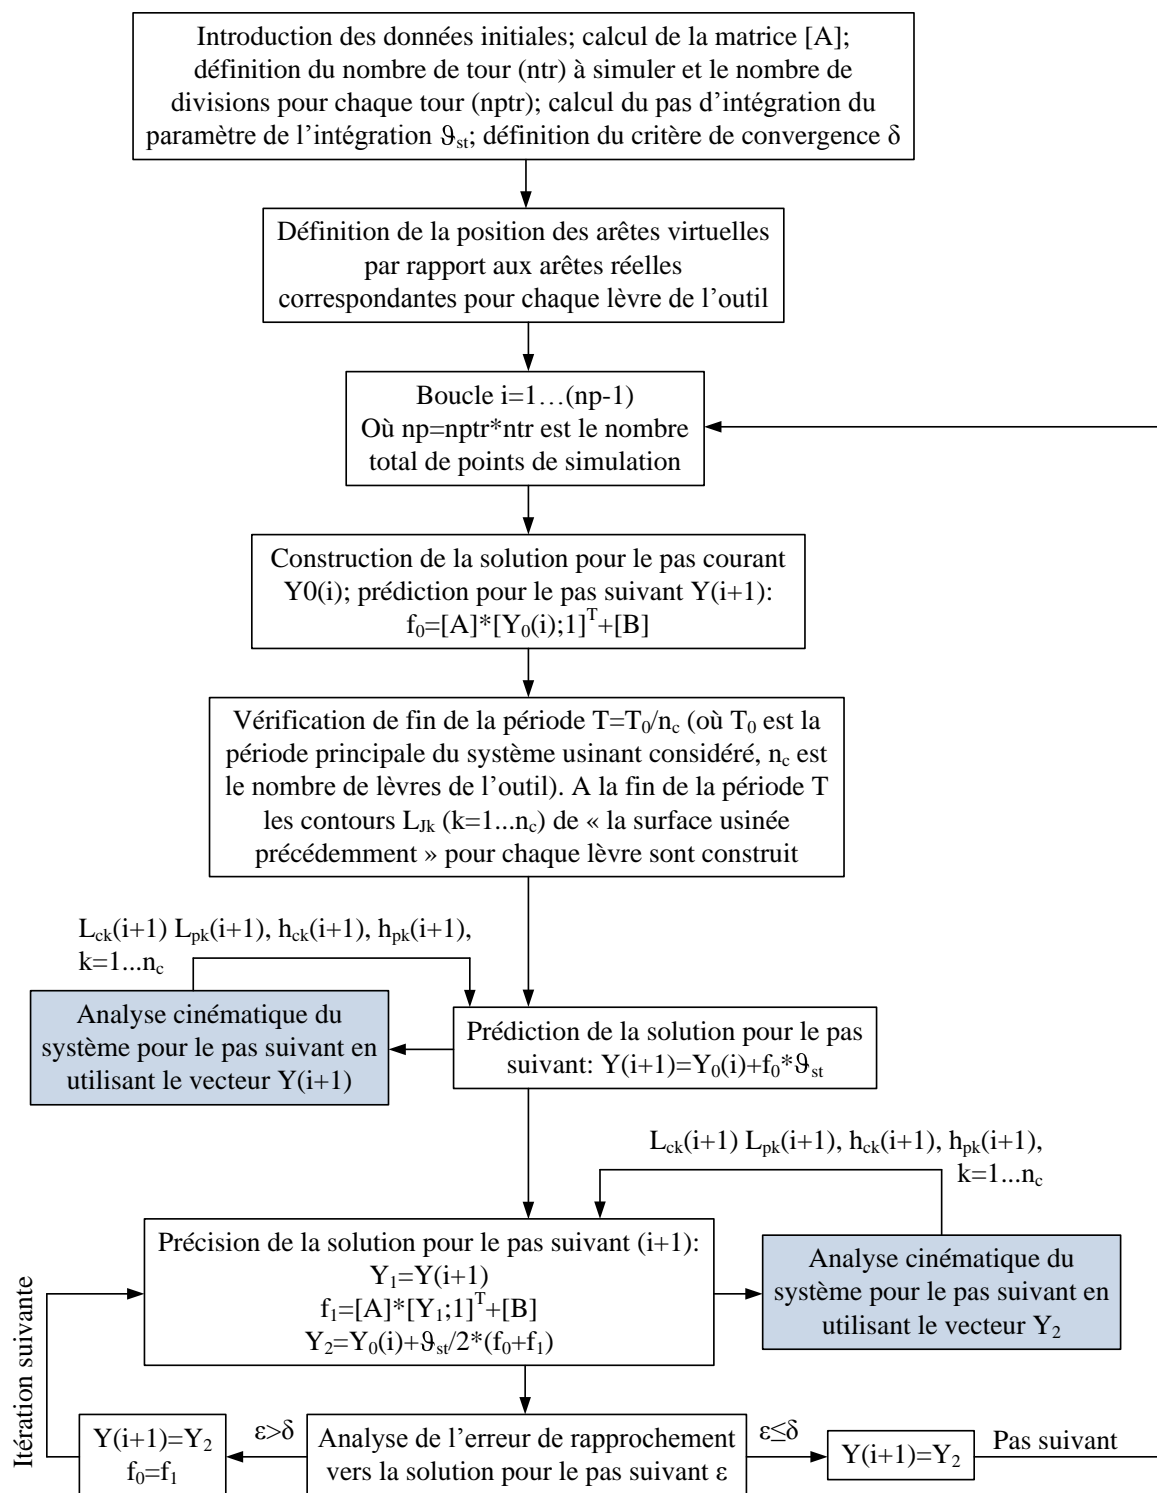 Introduction des données initiales; calcul de la matrice [A];
définition du nombre de tour (ntr) à simuler et le nombre de
divisions pour chaque tour (nptr); calcul du pas d’intégration du
paramètre de l’intégration ϑst; définition du critère de convergence δ
Définition de la position des arêtes virtuelles
par rapport aux arêtes réelles
correspondantes pour chaque lèvre de l’outil
Boucle i=1…(np-1)
Où np=nptr*ntr est le nombre
total de points de simulation
Construction de la solution pour le pas courant
Y0(i); prédiction pour le pas suivant Y(i+1):
f0=[A]*[Y0(i);1]T+[B]
Vérification de fin de la période T=T0/nc (où T0 est la
période principale du système usinant considéré, nc est
le nombre de lèvres de l’outil). A la fin de la période T
les contours LJk (k=1...nc) de « la surface usinée
précédemment » pour chaque lèvre sont construit
Lck(i+1) Lpk(i+1), hck(i+1), hpk(i+1),
k=1...nc
Analyse cinématique du
système pour le pas suivant en
utilisant le vecteur Y(i+1)
Prédiction de la solution pour le pas
suivant: Y(i+1)=Y0(i)+f0*ϑst
Lck(i+1) Lpk(i+1), hck(i+1), hpk(i+1),
k=1...nc
Précision de la solution pour le pas suivant (i+1):
Y1=Y(i+1)
f1=[A]*[Y1;1]T+[B]
Y2=Y0(i)+ϑst/2*(f0+f1)
Analyse cinématique du
système pour le pas suivant en
utilisant le vecteur Y2
Itération suivante
Y(i+1)=Y2
f0=f1
ε>δ
Analyse de l’erreur de rapprochement
vers la solution pour le pas suivant ε
ε≤δ
Y(i+1)=Y2
Pas suivant